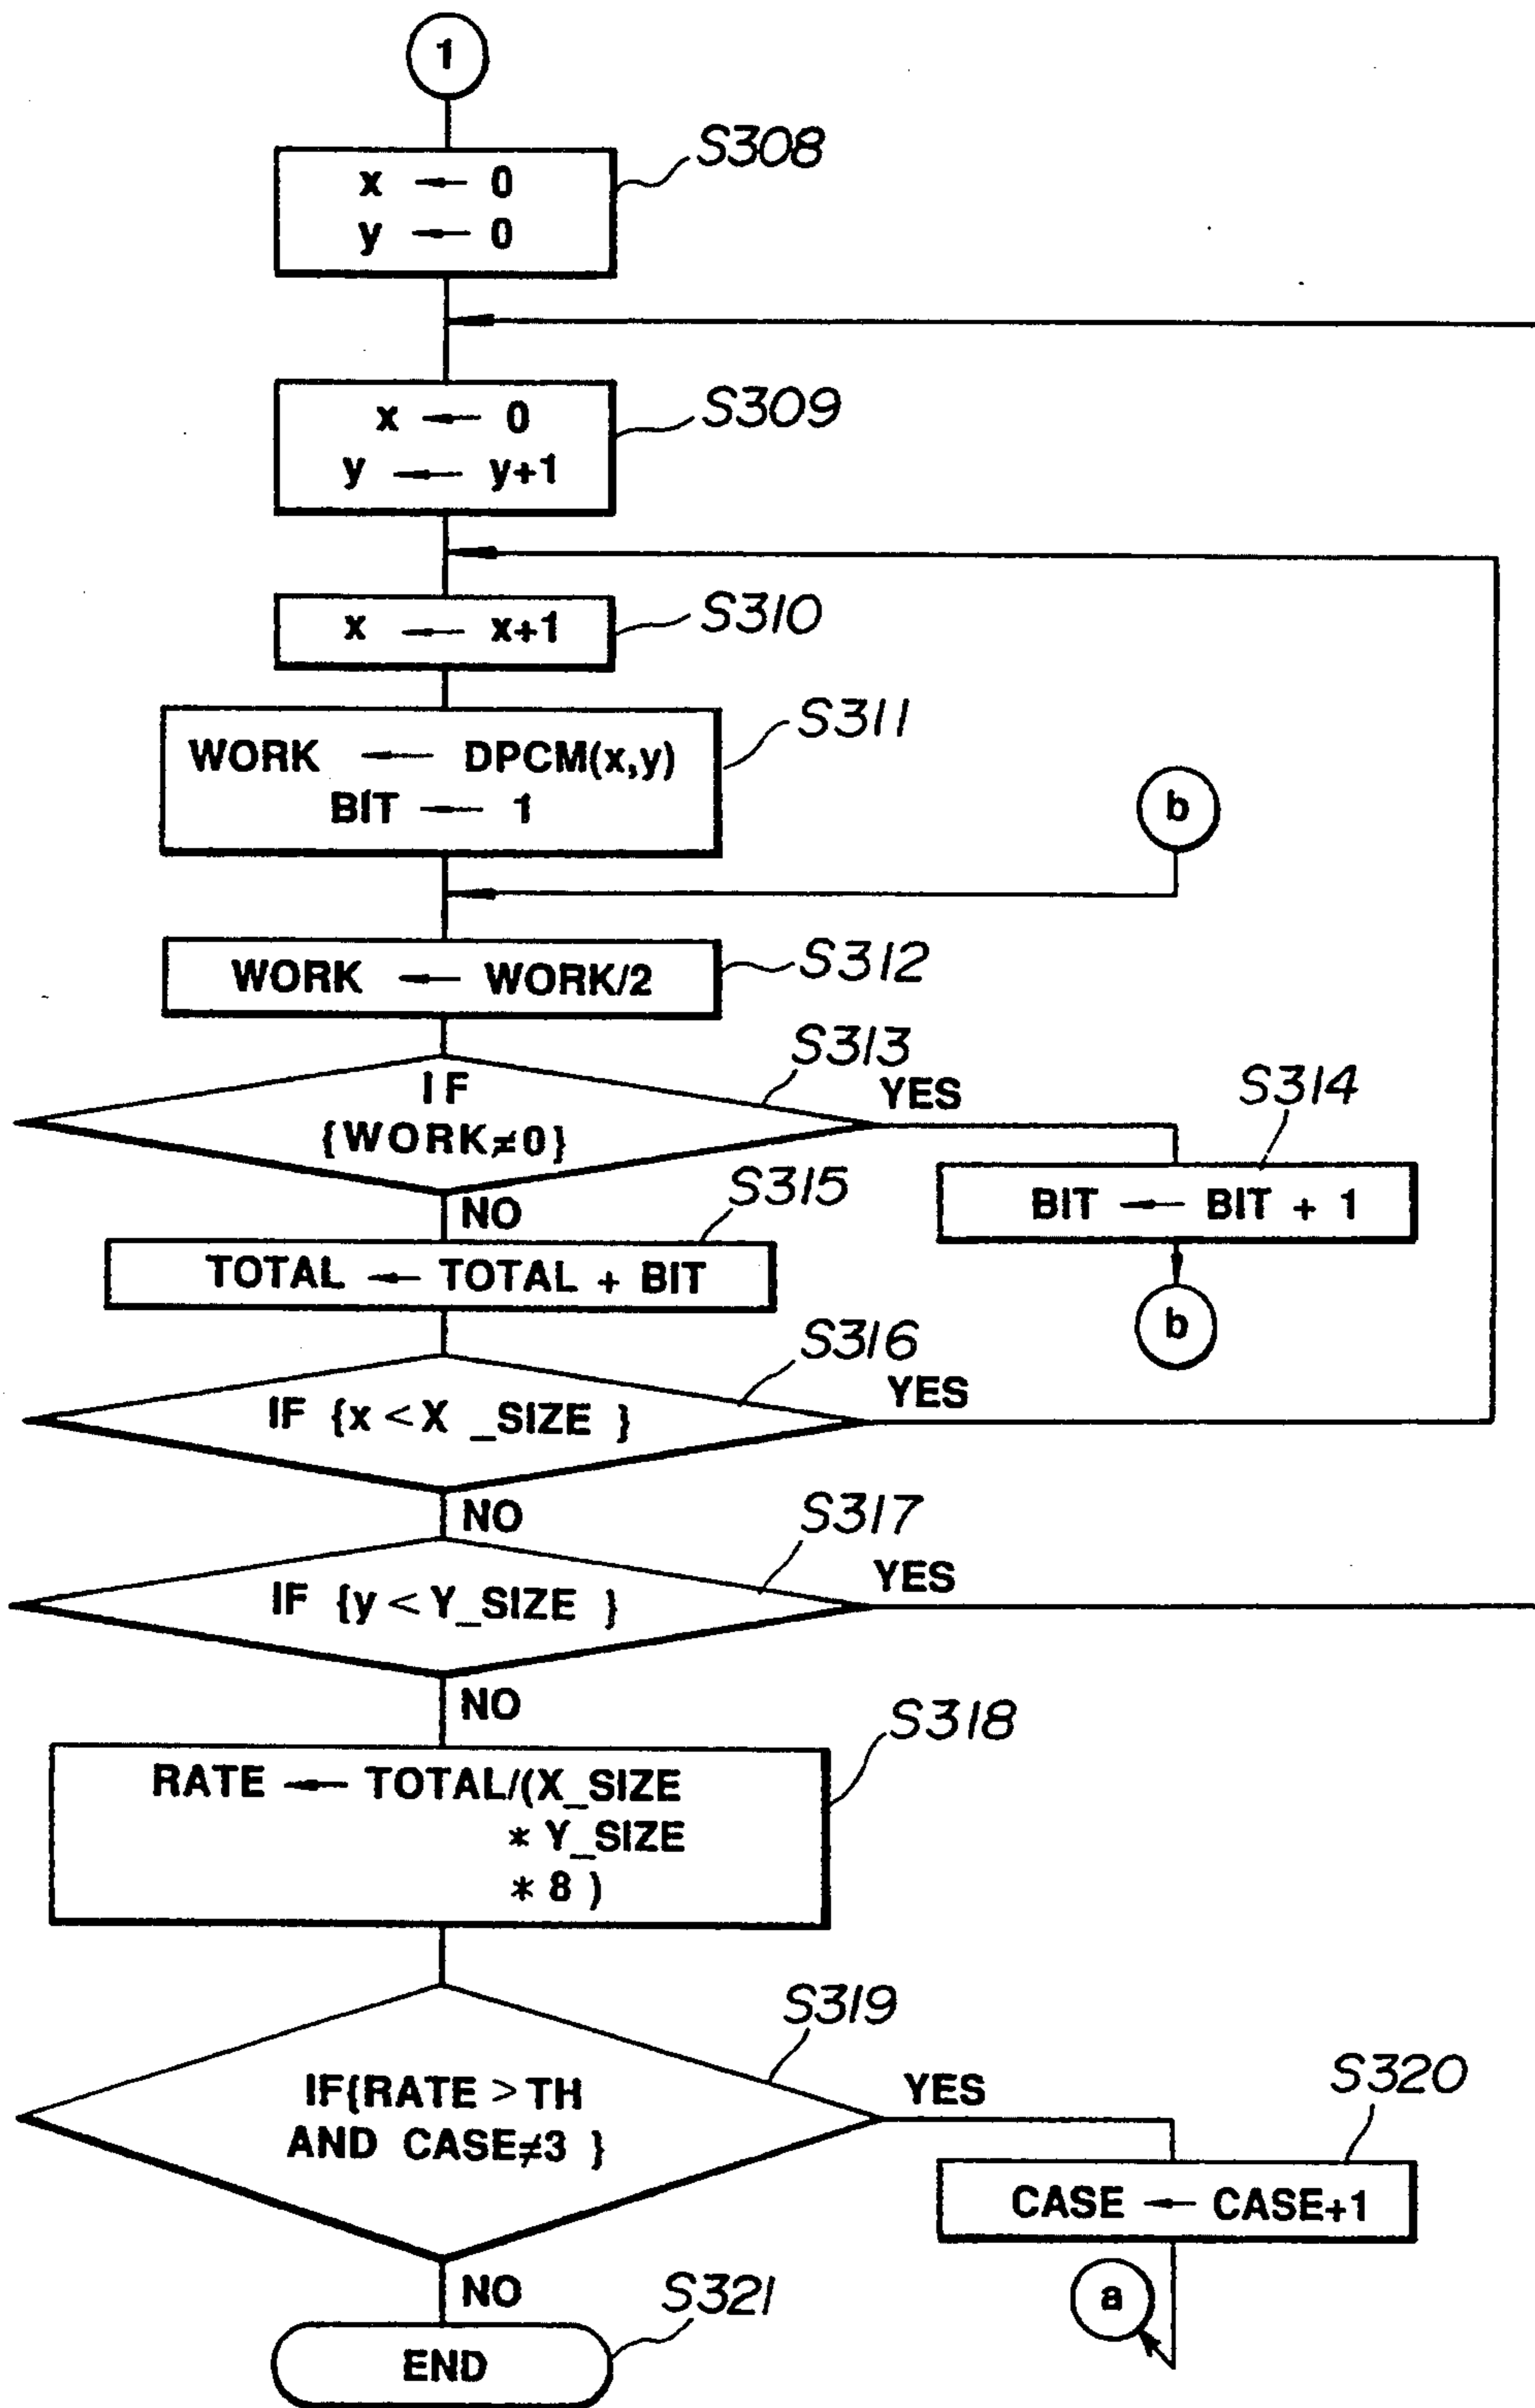 1
S308
x ← 0
y ← 0
S309
x ← 0
y ← y+1
S310
x ← x+1
S311
WORK ← DPCM(x,y)
BIT ← 1
b
S312
WORK ← WORK/2
S313
IF
{WORK≠0}
YES
S314
BIT ← BIT + 1
b
NO
S315
TOTAL ← TOTAL + BIT
S316
IF {x < X _SIZE }
YES
NO
S317
IF {y < Y_SIZE }
YES
NO
S318
RATE ← TOTAL/(X_SIZE
* Y_SIZE
* 8 )
S319
IF{RATE > TH
AND CASE≠3 }
YES
S320
CASE ← CASE+1
a
NO
S321
END